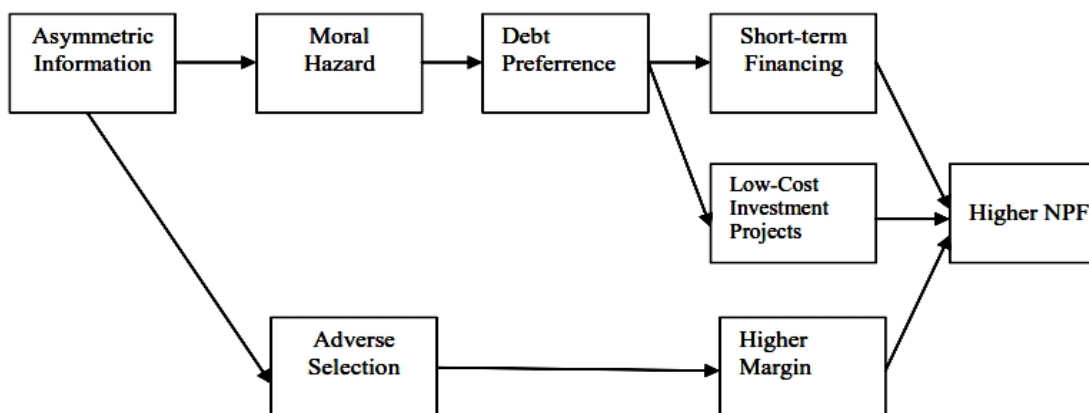 Asymmetric
Information
Moral
Hazard
Debt
Preferrence
Short-term
Financing
Low-Cost
Investment
Projects
Higher NPF
Adverse
Selection
Higher
Margin